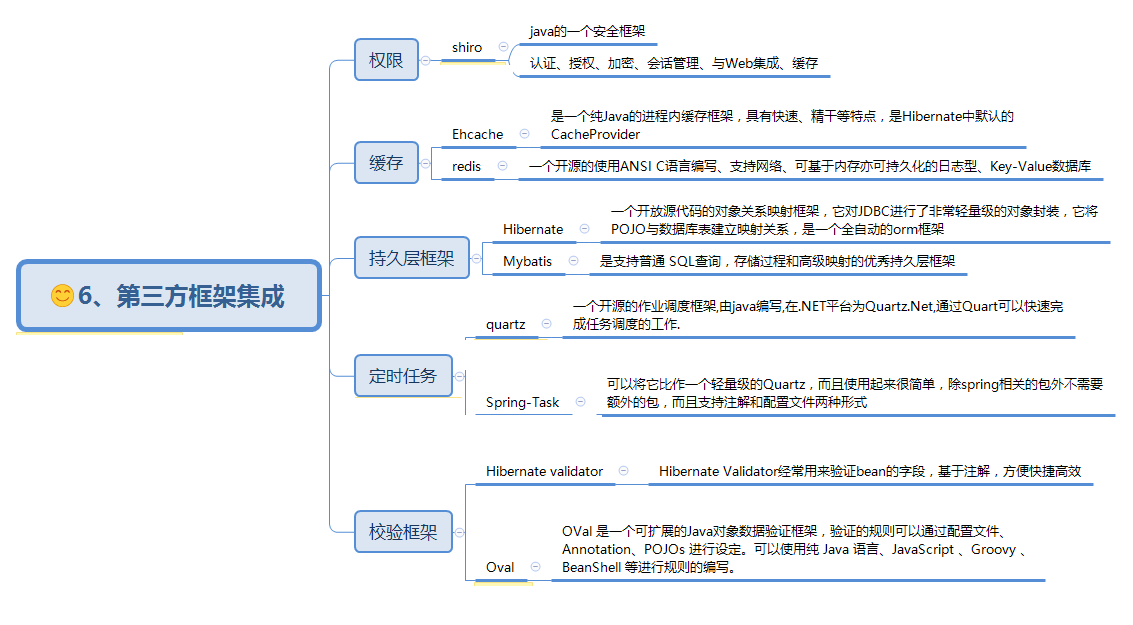 😊6、第三方框架集成
权限
shiro
java的一个安全框架
认证、授权、加密、会话管理、与Web集成、缓存
缓存
Ehcache
是一个纯Java的进程内缓存框架，具有快速、精干等特点，是Hibernate中默认的
CacheProvider
redis
一个开源的使用ANSI C语言编写、支持网络、可基于内存亦可持久化的日志型、Key-Value数据库
持久层框架
Hibernate
一个开放源代码的对象关系映射框架，它对JDBC进行了非常轻量级的对象封装，它将
POJO与数据库表建立映射关系，是一个全自动的orm框架
Mybatis
是支持普通 SQL查询，存储过程和高级映射的优秀持久层框架
定时任务
quartz
一个开源的作业调度框架,由java编写,在.NET平台为Quartz.Net,通过Quart可以快速完
成任务调度的工作.
Spring-Task
可以将它比作一个轻量级的Quartz，而且使用起来很简单，除spring相关的包外不需要
额外的包，而且支持注解和配置文件两种形式
校验框架
Hibernate validator
Hibernate Validator经常用来验证bean的字段，基于注解，方便快捷高效
Oval
OVal 是一个可扩展的Java对象数据验证框架，验证的规则可以通过配置文件、
Annotation、POJOs 进行设定。可以使用纯 Java 语言、JavaScript 、Groovy 、
BeanShell 等进行规则的编写。